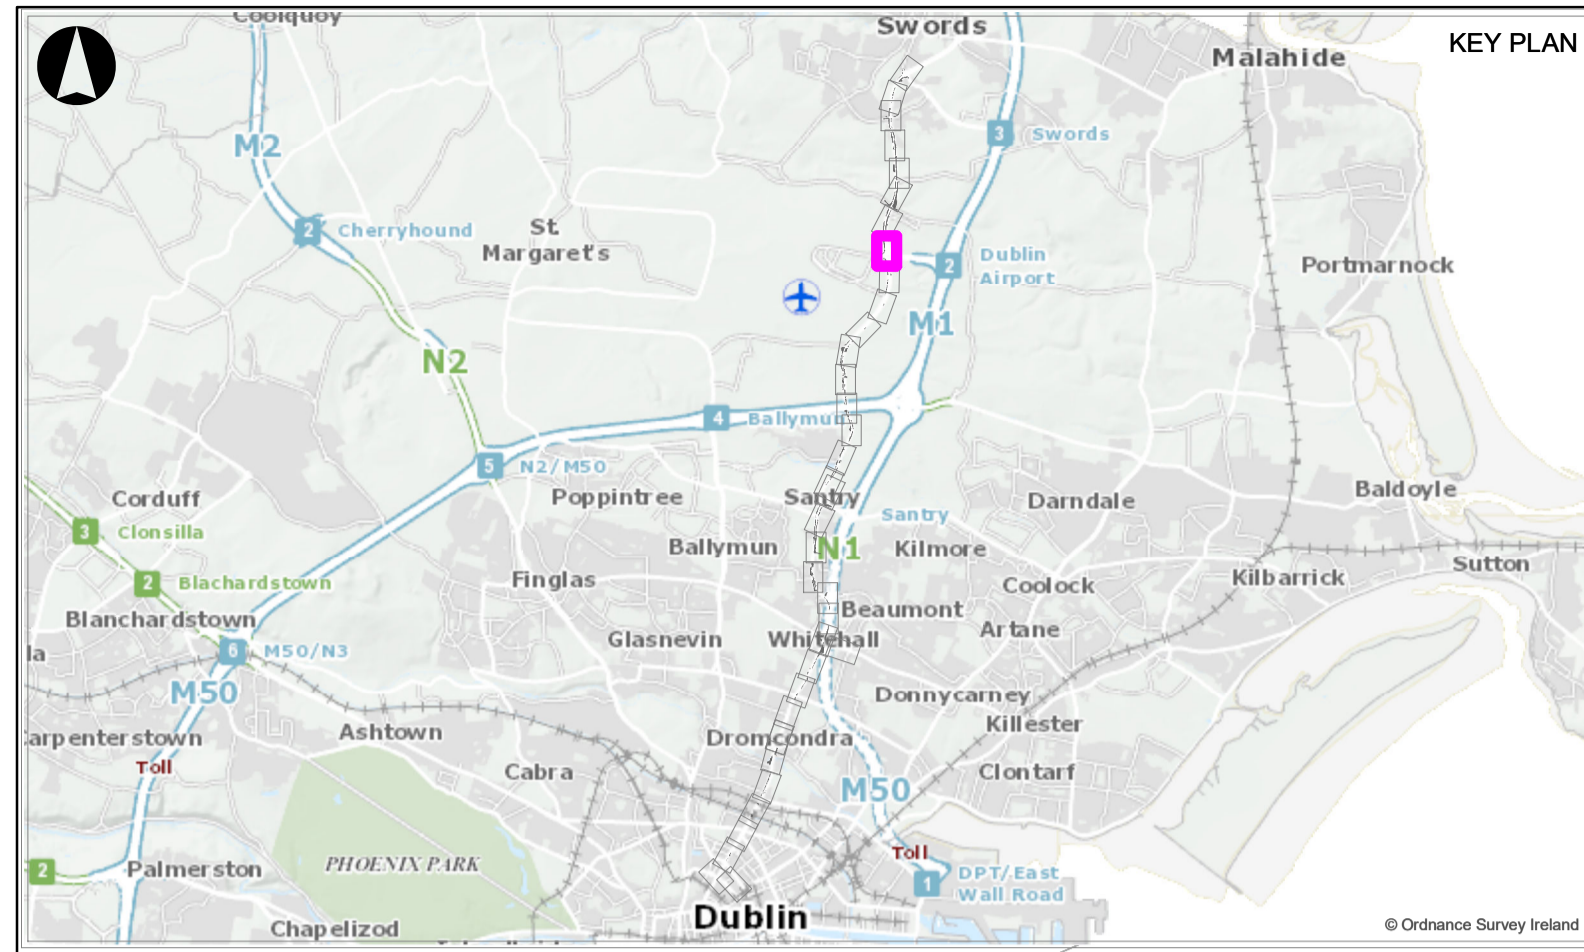 Coolquoy
Swords
Malahide
KEY PLAN
M2
3
Swords
2
Cherryhound
St.
Margaret's
Dublin
Airport
2
Portmarnock
M1
N2
4
Ballymun
5
N2/M50
Poppintree
Santry
Darndale
Baldoyle
Corduff
3
Clonsilla
Santry
Ballymun
N1
Kilmore
Sutton
2
Blachardstown
Finglas
Coolock
Kilbarrick
Blanchardstown
Beaumont
Artane
la
6
M50/N3
Glasnevin
Whitehall
M50
Donnycarney
Killester
arpenterstown
Ashtown
Dromcondra
Toll
Cabra
Clontarf
M50
2
Palmerston
PHOENIX PARK
Toll
1
DPT/East
Wall Road
Chapelizod
Dublin
© Ordnance Survey Ireland